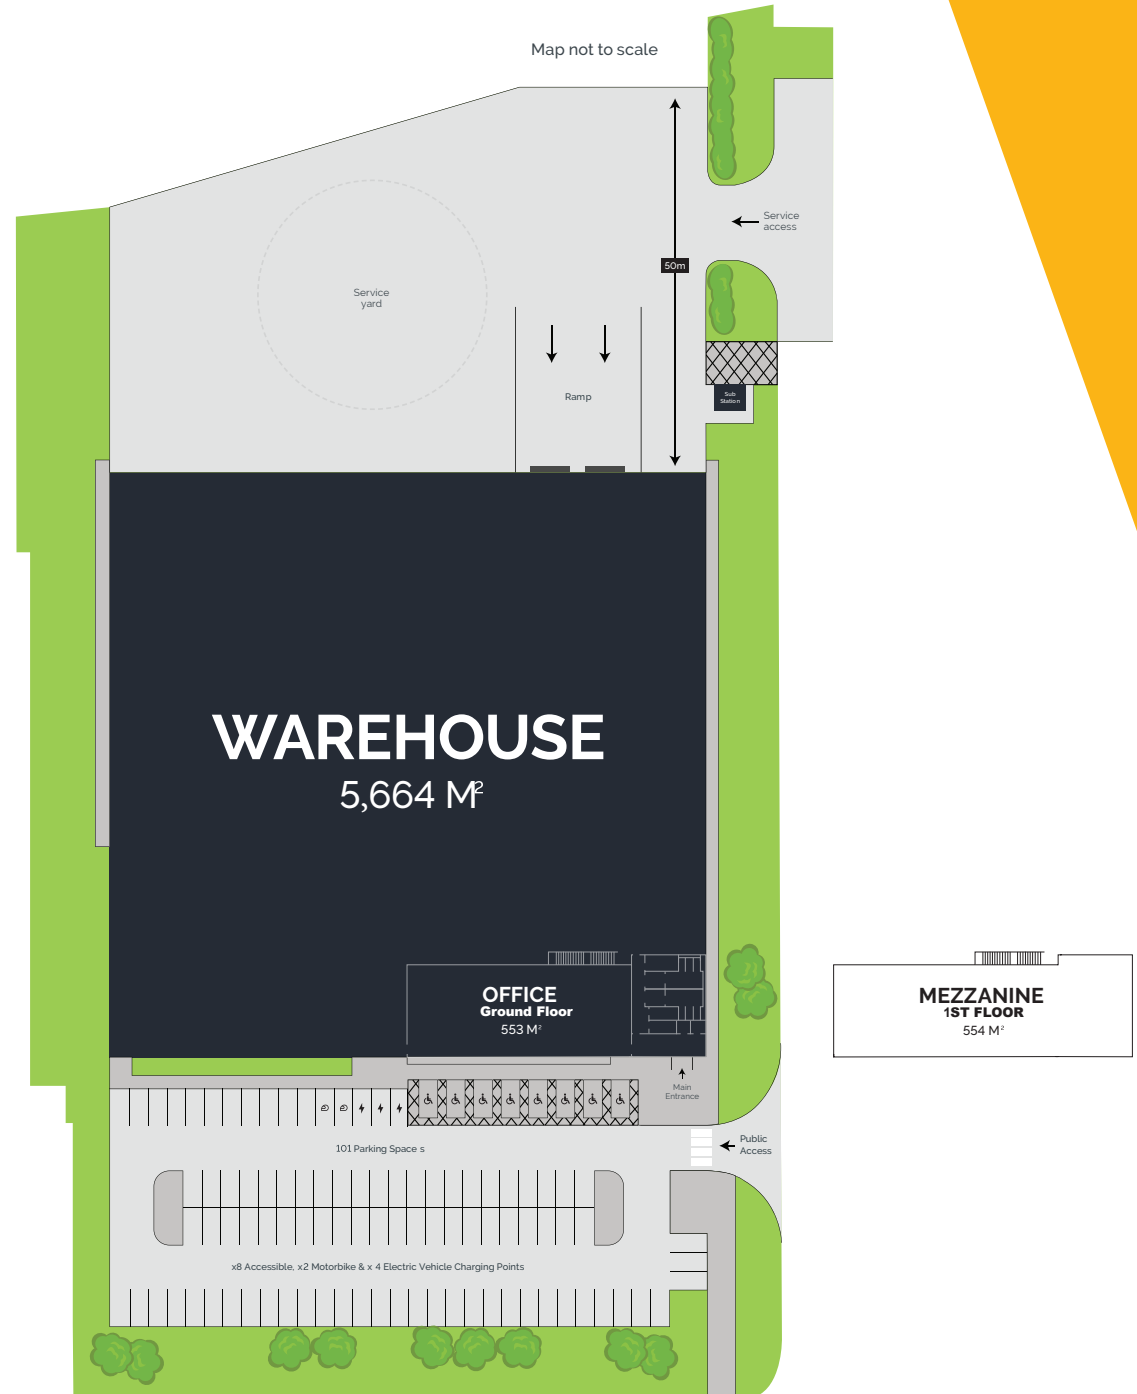 Map not to scale
Service
access
50m
Service
yard
Ramp
Sub
Station
WAREHOUSE
5,664 M²
OFFICE
Ground Floor
553 M²
MEZZANINE
1ST FLOOR
554 M²
Main
Entrance
Public
Access
101 Parking Space s
x8 Accessible, x2 Motorbike & x 4 Electric Vehicle Charging Points